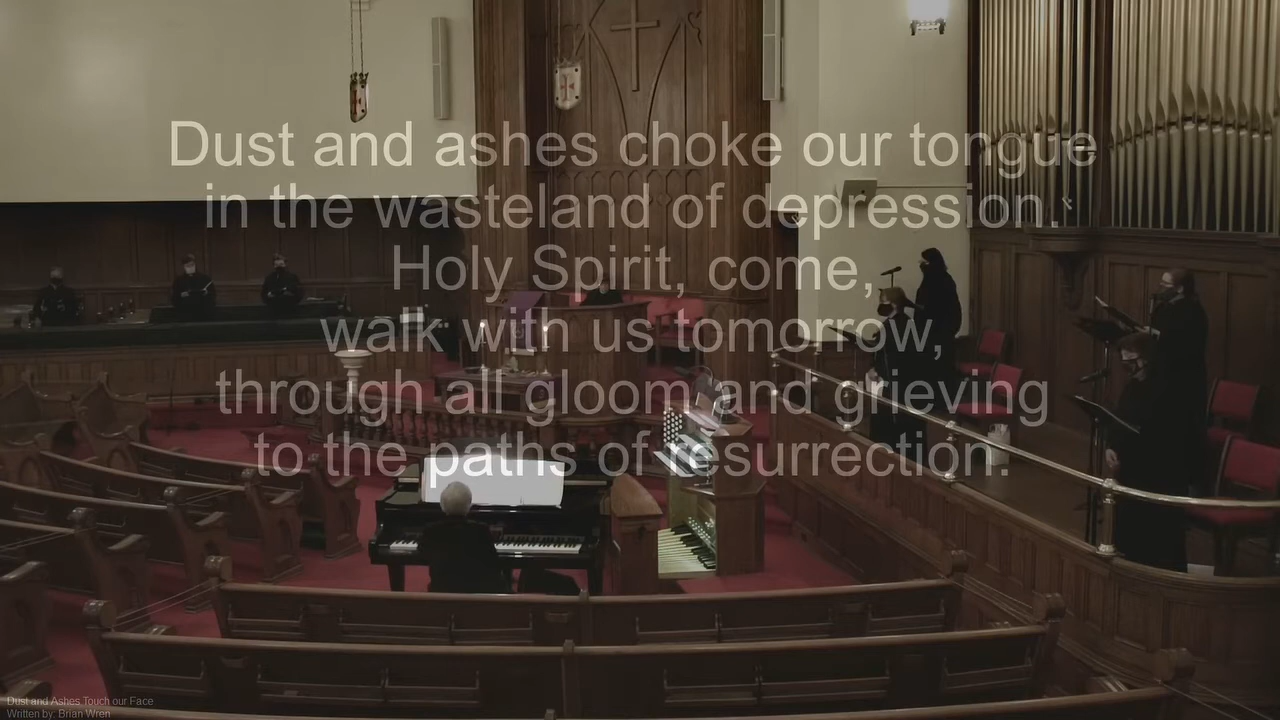 Dust and ashes choke our tongue
in the wasteland of depression.
Holy Spirit, come,
walk with us tomorrow,
through all gloom and grieving
to the paths of resurrection.
Dust and Ashes Touch our Face
Written by: Brian Wren